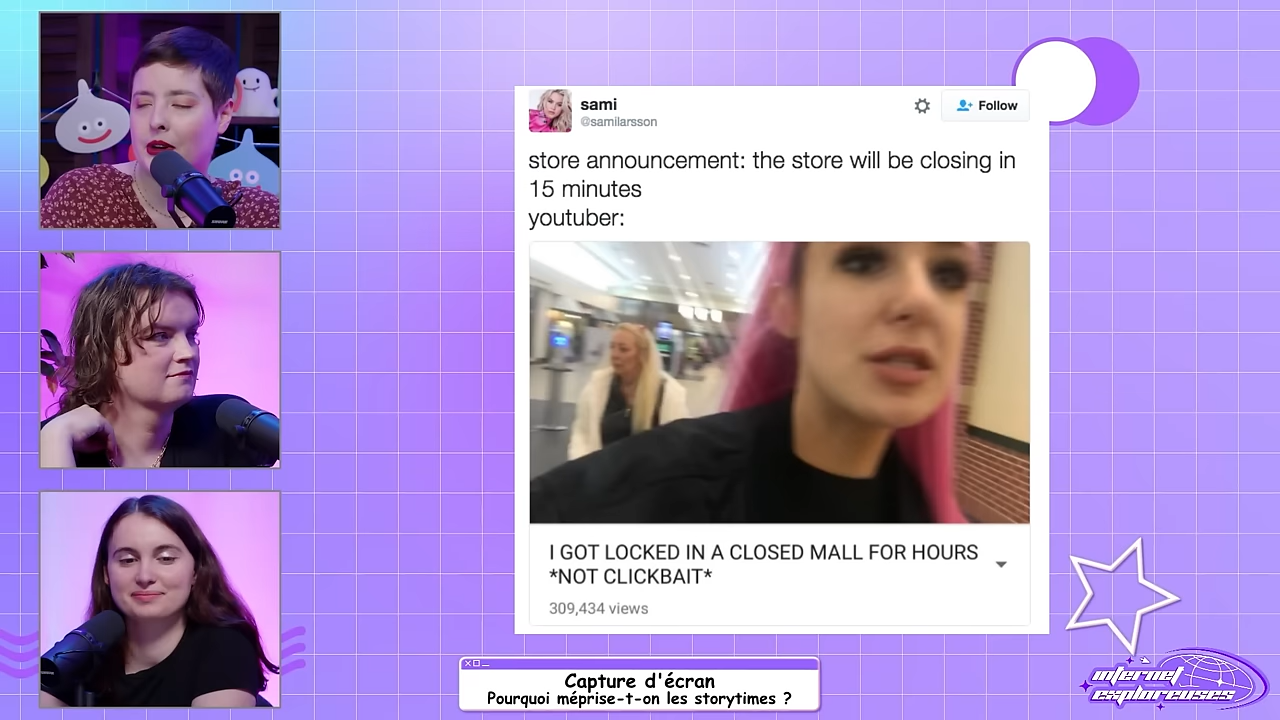 sami
@samilarsson
Follow
store announcement: the store will be closing in
15 minutes
youtuber:
I GOT LOCKED IN A CLOSED MALL FOR HOURS
*NOT CLICKBAIT*
309,434 views
Capture d'écran
Pourquoi méprise-t-on les storytimes ?
internet
exploreuses